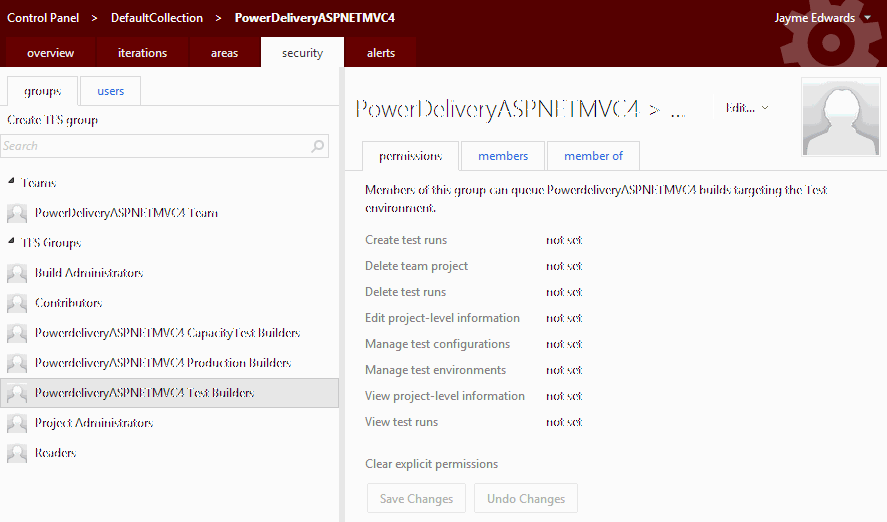 Control Panel > DefaultCollection > PowerDeliveryASPNETMVC4
Jayme Edwards
overview iterations areas security alerts
groups users
Create TFS group
Search
Teams
PowerDeliveryASPNETMVC4 Team
TFS Groups
Build Administrators
Contributors
PowerdeliveryASPNETMVC4 CapacityTest Builders
PowerdeliveryASPNETMVC4 Production Builders
PowerdeliveryASPNETMVC4 Test Builders
Project Administrators
Readers
PowerDeliveryASPNETMVC4 > ...
Edit...
permissions members member of
Members of this group can queue PowerdeliveryASPNETMVC4 builds targeting the Test
environment.
Create test runs not set
Delete team project not set
Delete test runs not set
Edit project-level information not set
Manage test configurations not set
Manage test environments not set
View project-level information not set
View test runs not set
Clear explicit permissions
Save Changes Undo Changes